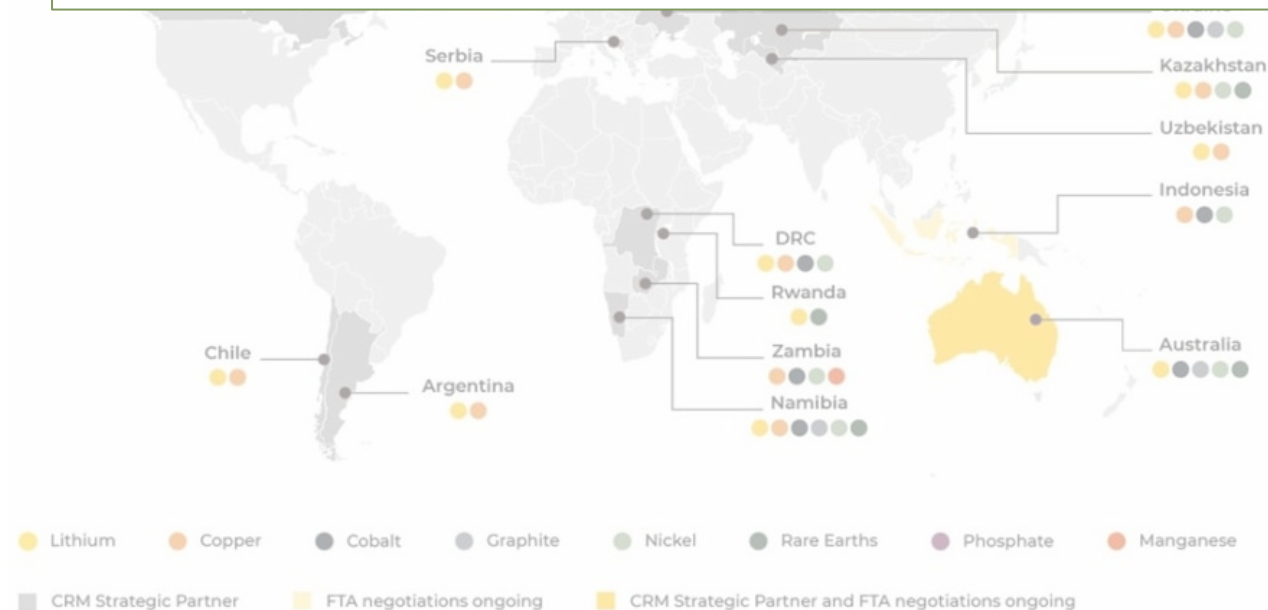 Serbia
Kazakhstan
Uzbekistan
Indonesia
DRC
Rwanda
Zambia
Namibia
Australia
Chile
Argentina
Lithium
Copper
Cobalt
Graphite
Nickel
Rare Earths
Phosphate
Manganese
CRM Strategic Partner
FTA negotiations ongoing
CRM Strategic Partner and FTA negotiations ongoing